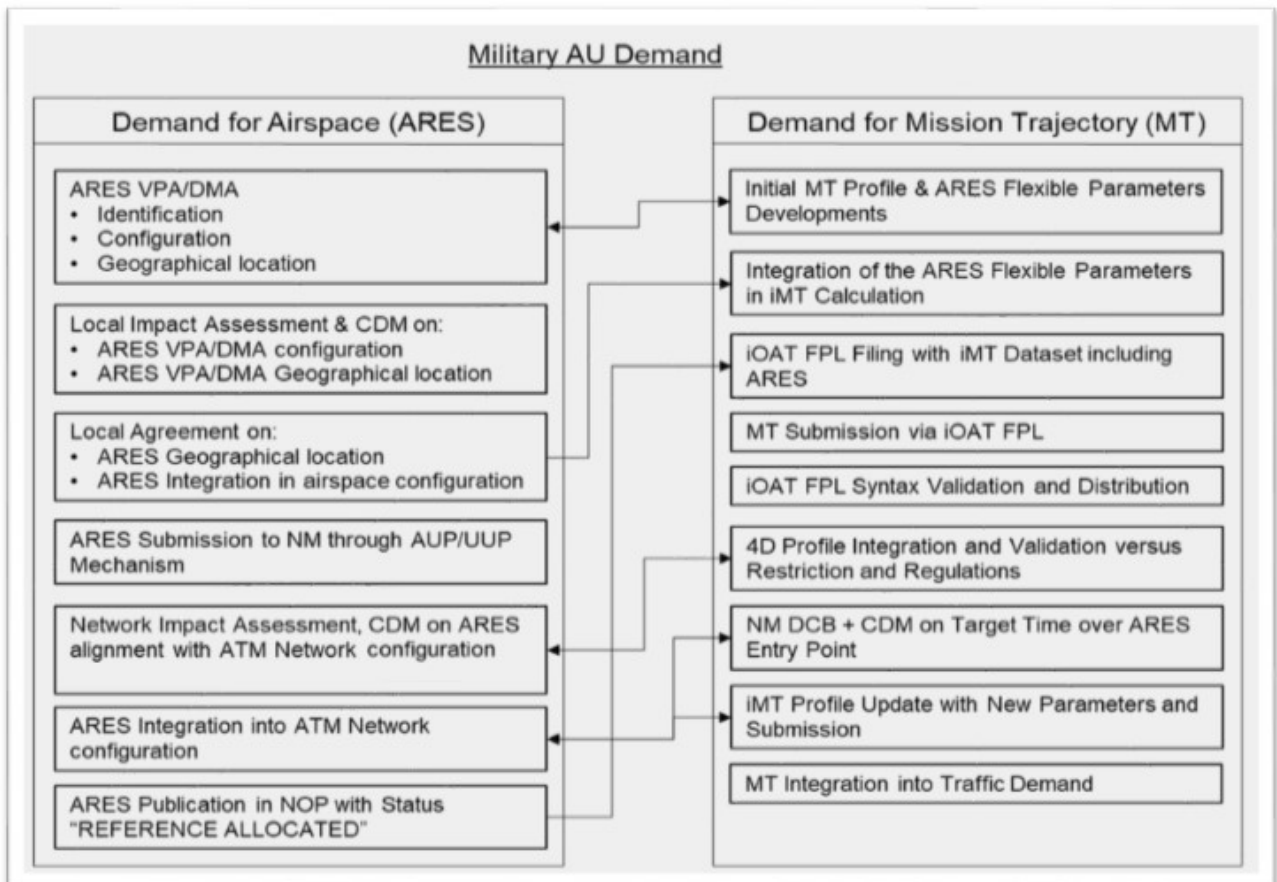 Military AU Demand
Demand for Airspace (ARES)
ARES VPA/DMA
• Identification
• Configuration
• Geographical location
Local Impact Assessment & CDM on:
• ARES VPA/DMA configuration
• ARES VPA/DMA Geographical location
Local Agreement on:
• ARES Geographical location
• ARES Integration in airspace configuration
ARES Submission to NM through AUP/UUP
Mechanism
Network Impact Assessment, CDM on ARES
alignment with ATM Network configuration
ARES Integration into ATM Network
configuration
ARES Publication in NOP with Status
“REFERENCE ALLOCATED”
Demand for Mission Trajectory (MT)
Initial MT Profile & ARES Flexible Parameters
Developments
Integration of the ARES Flexible Parameters
in iMT Calculation
iOAT FPL Filing with iMT Dataset including
ARES
MT Submission via iOAT FPL
iOAT FPL Syntax Validation and Distribution
4D Profile Integration and Validation versus
Restriction and Regulations
NM DCB + CDM on Target Time over ARES
Entry Point
iMT Profile Update with New Parameters and
Submission
MT Integration into Traffic Demand